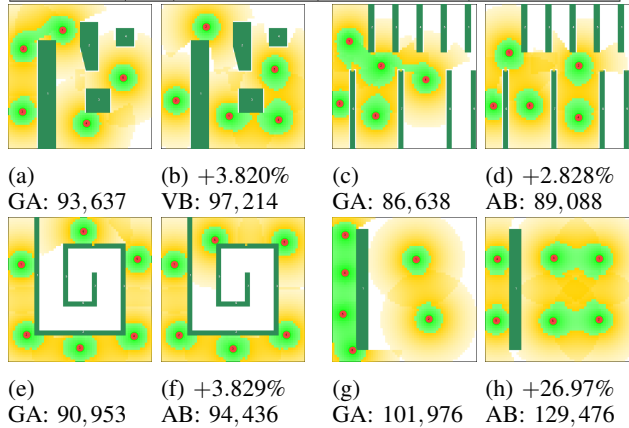 (a) (b) +3.820% (c) (d) +2.828%
GA: 93,637 VB: 97,214 GA: 86,638 AB: 89,088
(e) (f) +3.829% (g) (h) +26.97%
GA: 90,953 AB: 94,436 GA: 101,976 AB: 129,476